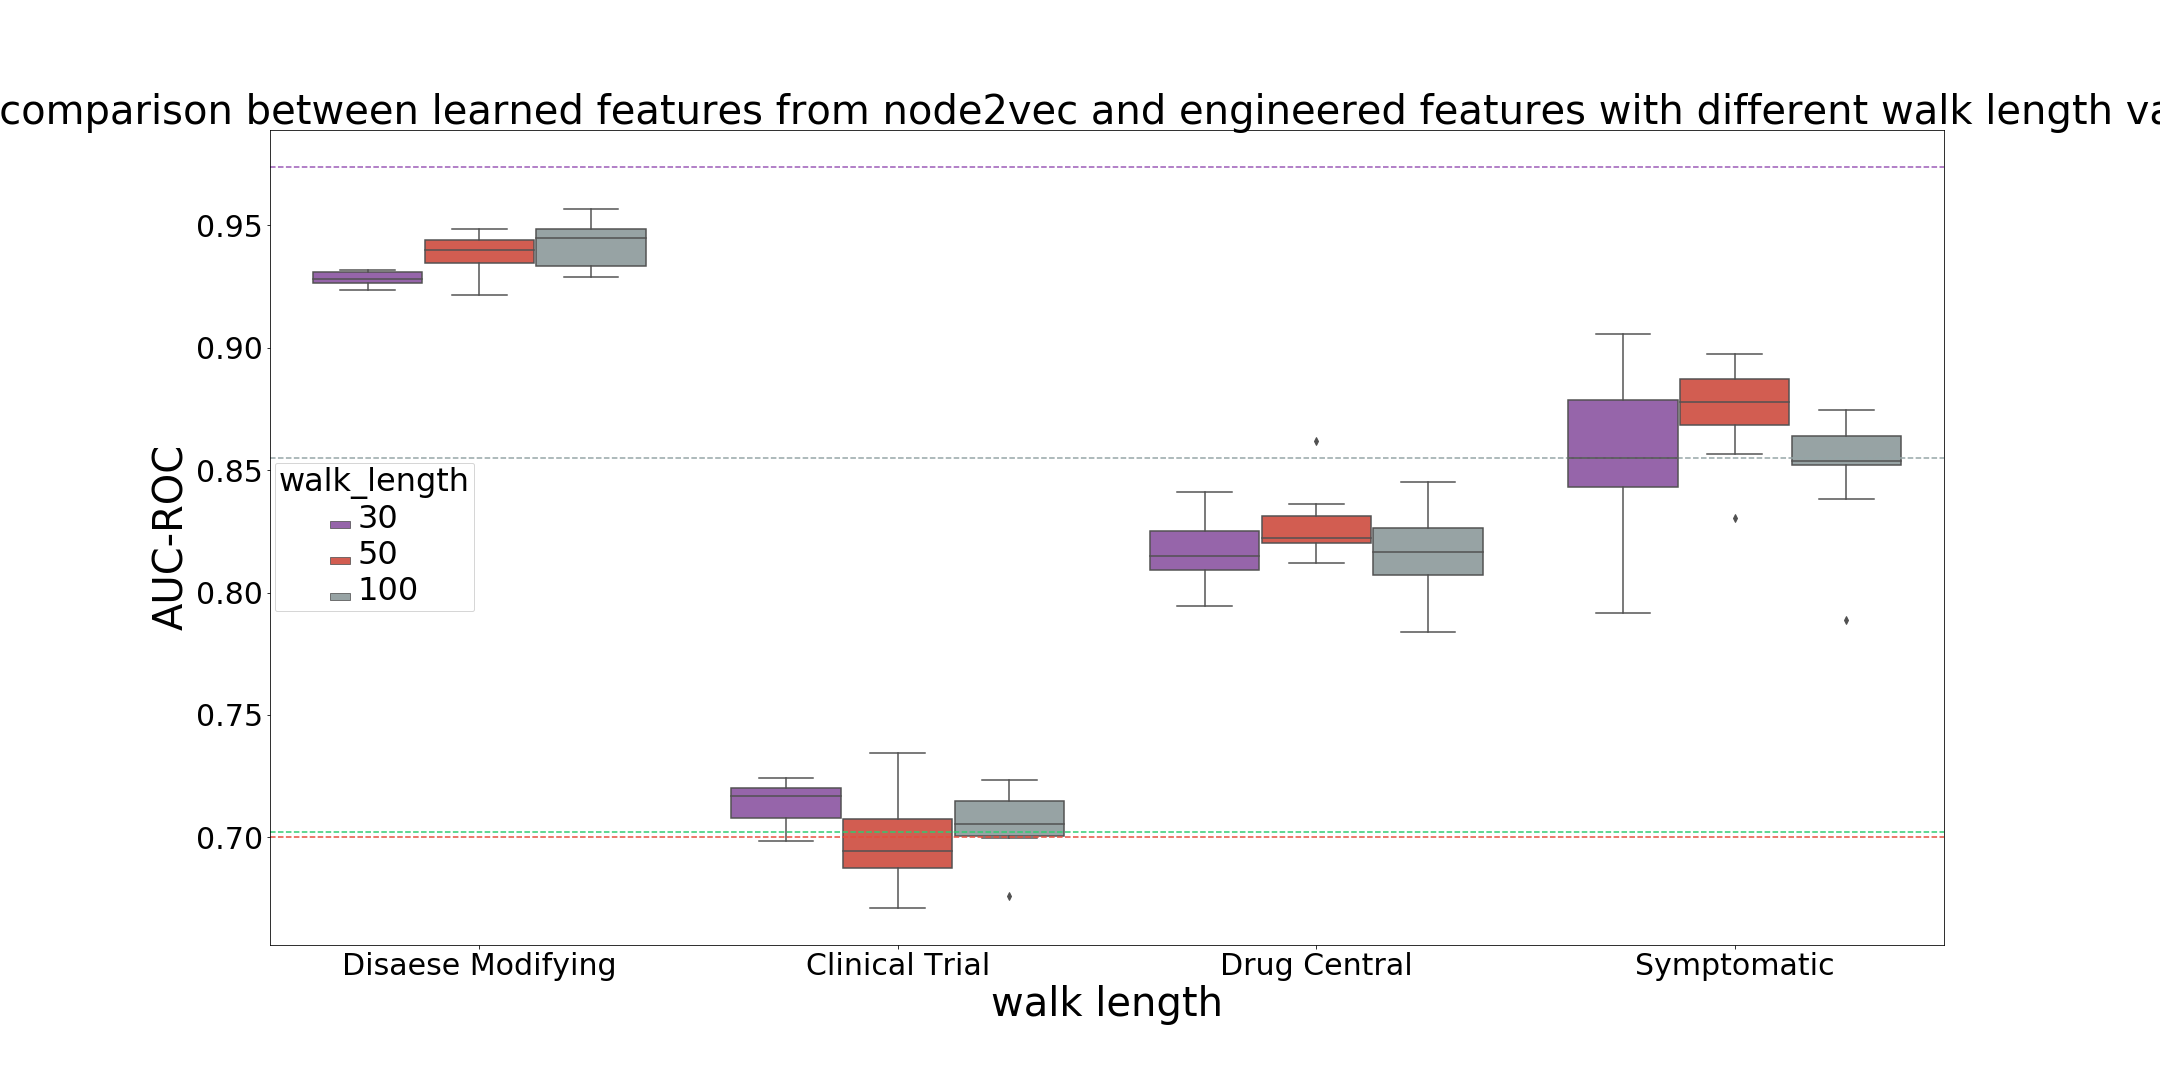 comparison between learned features from node2vec and engineered features with different walk length va
0.95
0.90
0.85
0.80
0.75
0.70
AUC-ROC
walk_length
30
50
100
Disaese Modifying
Clinical Trial
Drug Central
Symptomatic
walk length